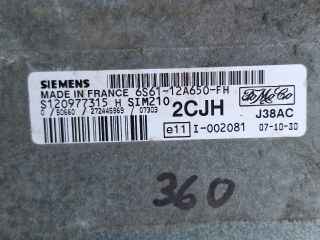 SIEMENS
MADE IN FRANCE 6S61-12A650-FH
S120977315 H SIM210
C / 50660 / 272445969 / 07303
2CJH
FoMoCo
J38AC
e11 I-002081 07-10-30
360